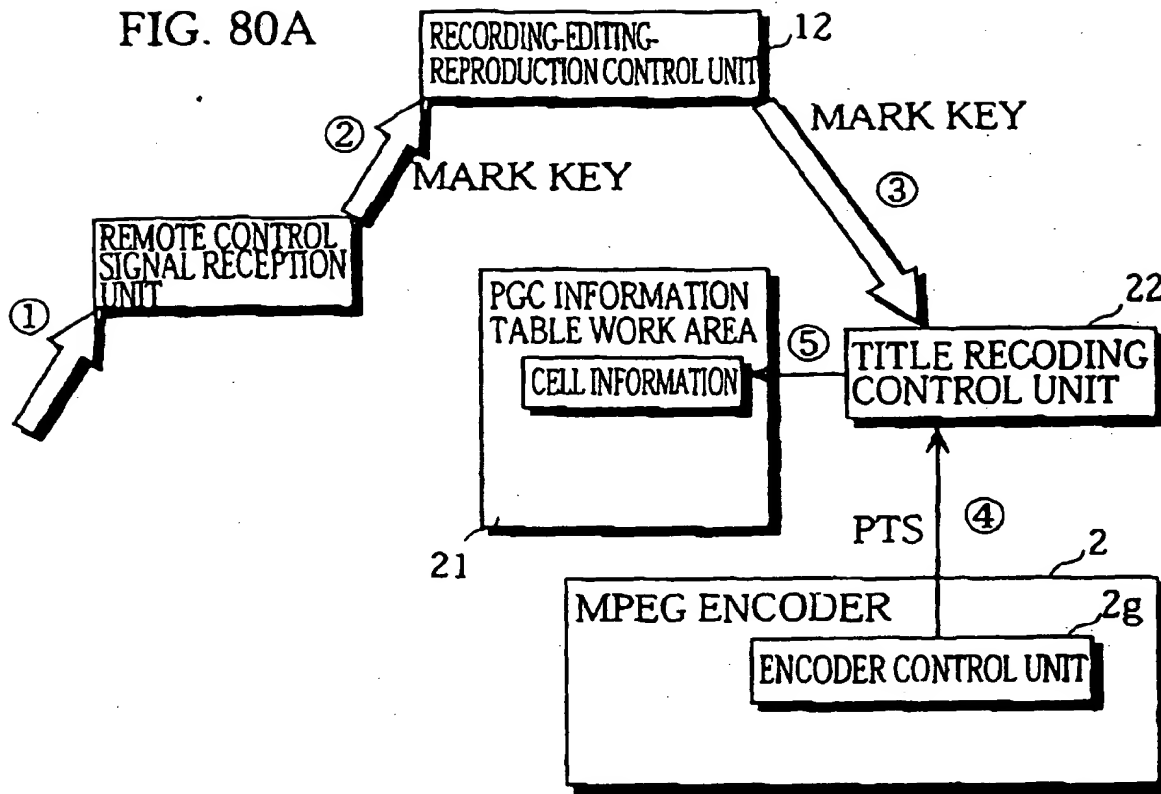 FIG. 80A
RECORDING-EDITING-
REPRODUCTION CONTROL UNIT
12
②
MARK KEY
MARK KEY
③
REMOTE CONTROL
SIGNAL RECEPTION
UNIT
①
PGC INFORMATION
TABLE WORK AREA
CELL INFORMATION
21
⑤
22
TITLE RECODING
CONTROL UNIT
PTS
④
2
MPEG ENCODER
2g
ENCODER CONTROL UNIT